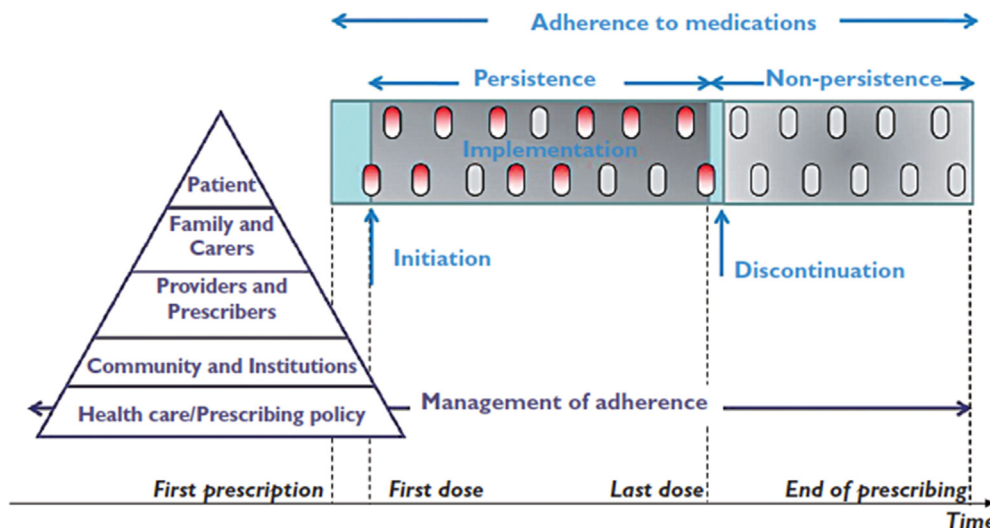 Adherence to medications
Persistence
Non-persistence
Implementation
Patient
Family and
Carers
Providers and
Prescribers
Community and Institutions
Health care/Prescribing policy
Initiation
Discontinuation
Management of adherence
First prescription
First dose
Last dose
End of prescribing
Time